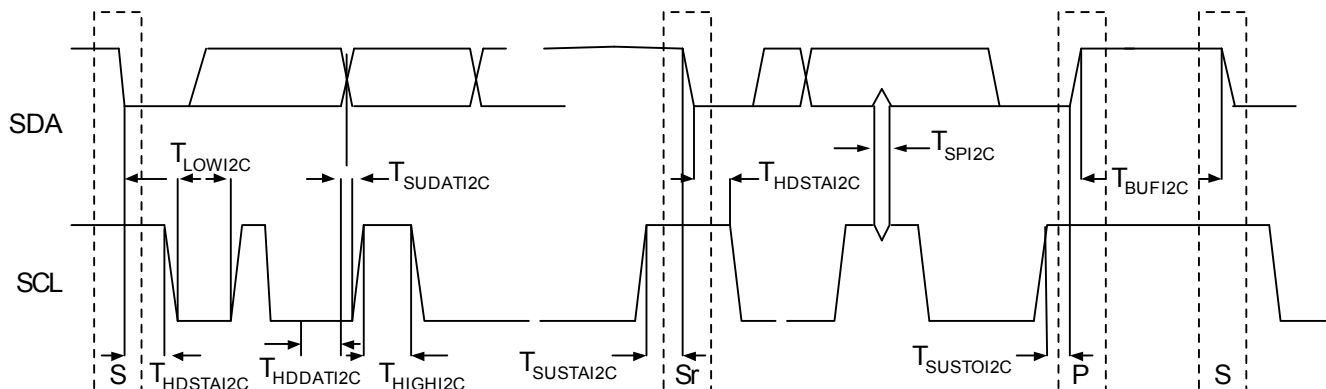 SDA
T_LOWI2C
T_SUDATI2C
T_HDSTAI2C
T_SPI2C
T_BUFI2C
SCL
S
T_HDSTAI2C
T_HDDATI2C
T_HIGHI2C
T_SUSTAI2C
Sr
T_SUSTOI2C
P
S